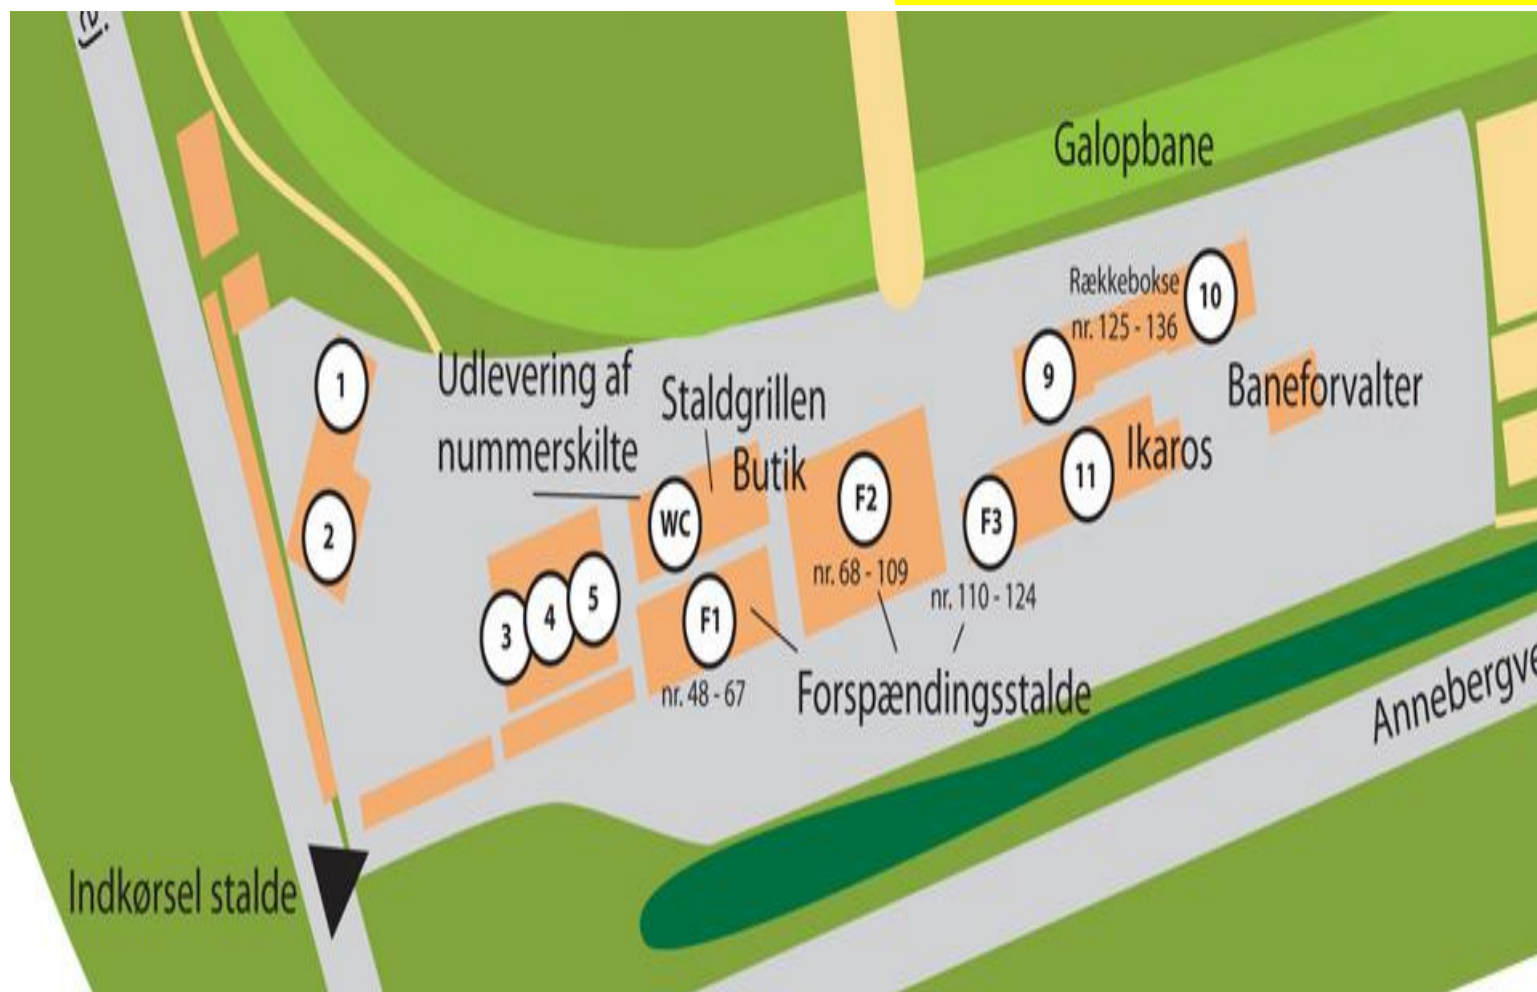 Galopbane
Rækkebokse
nr. 125 - 136
10
9
1
Udlevering af
nummerskilte
Staldgrillen
Butik
Baneforvalter
Ikaros
11
F2
F3
WC
2
nr. 68 - 109
nr. 110 - 124
5
4
3
F1
nr. 48 - 67
Forspændingsstalde
Indkørsel stalde